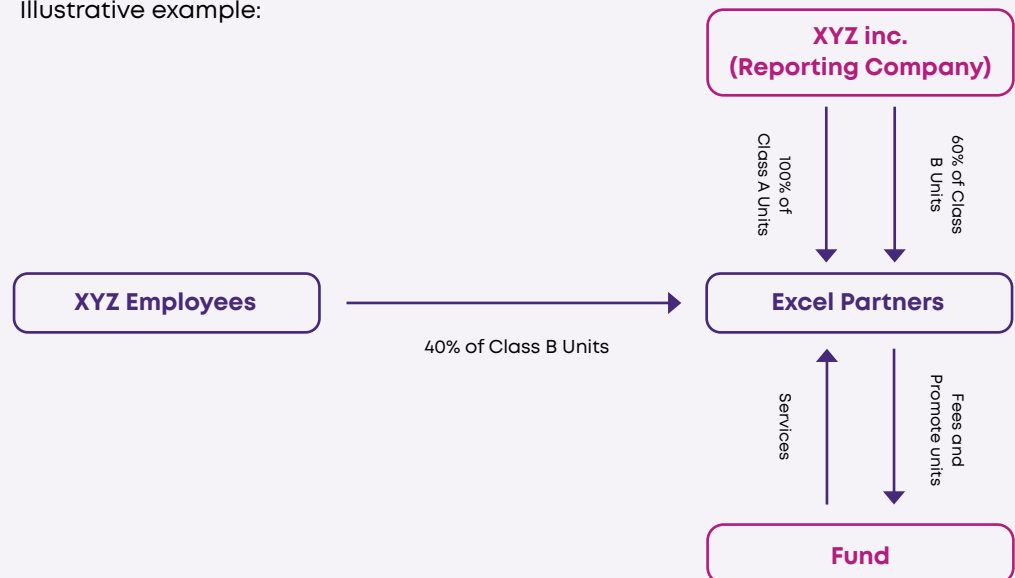 Illustrative example:
XYZ inc.
(Reporting Company)
100% of
Class A Units
60% of Class
B Units
XYZ Employees
40% of Class B Units
Excel Partners
Services
Fees and
Promote units
Fund